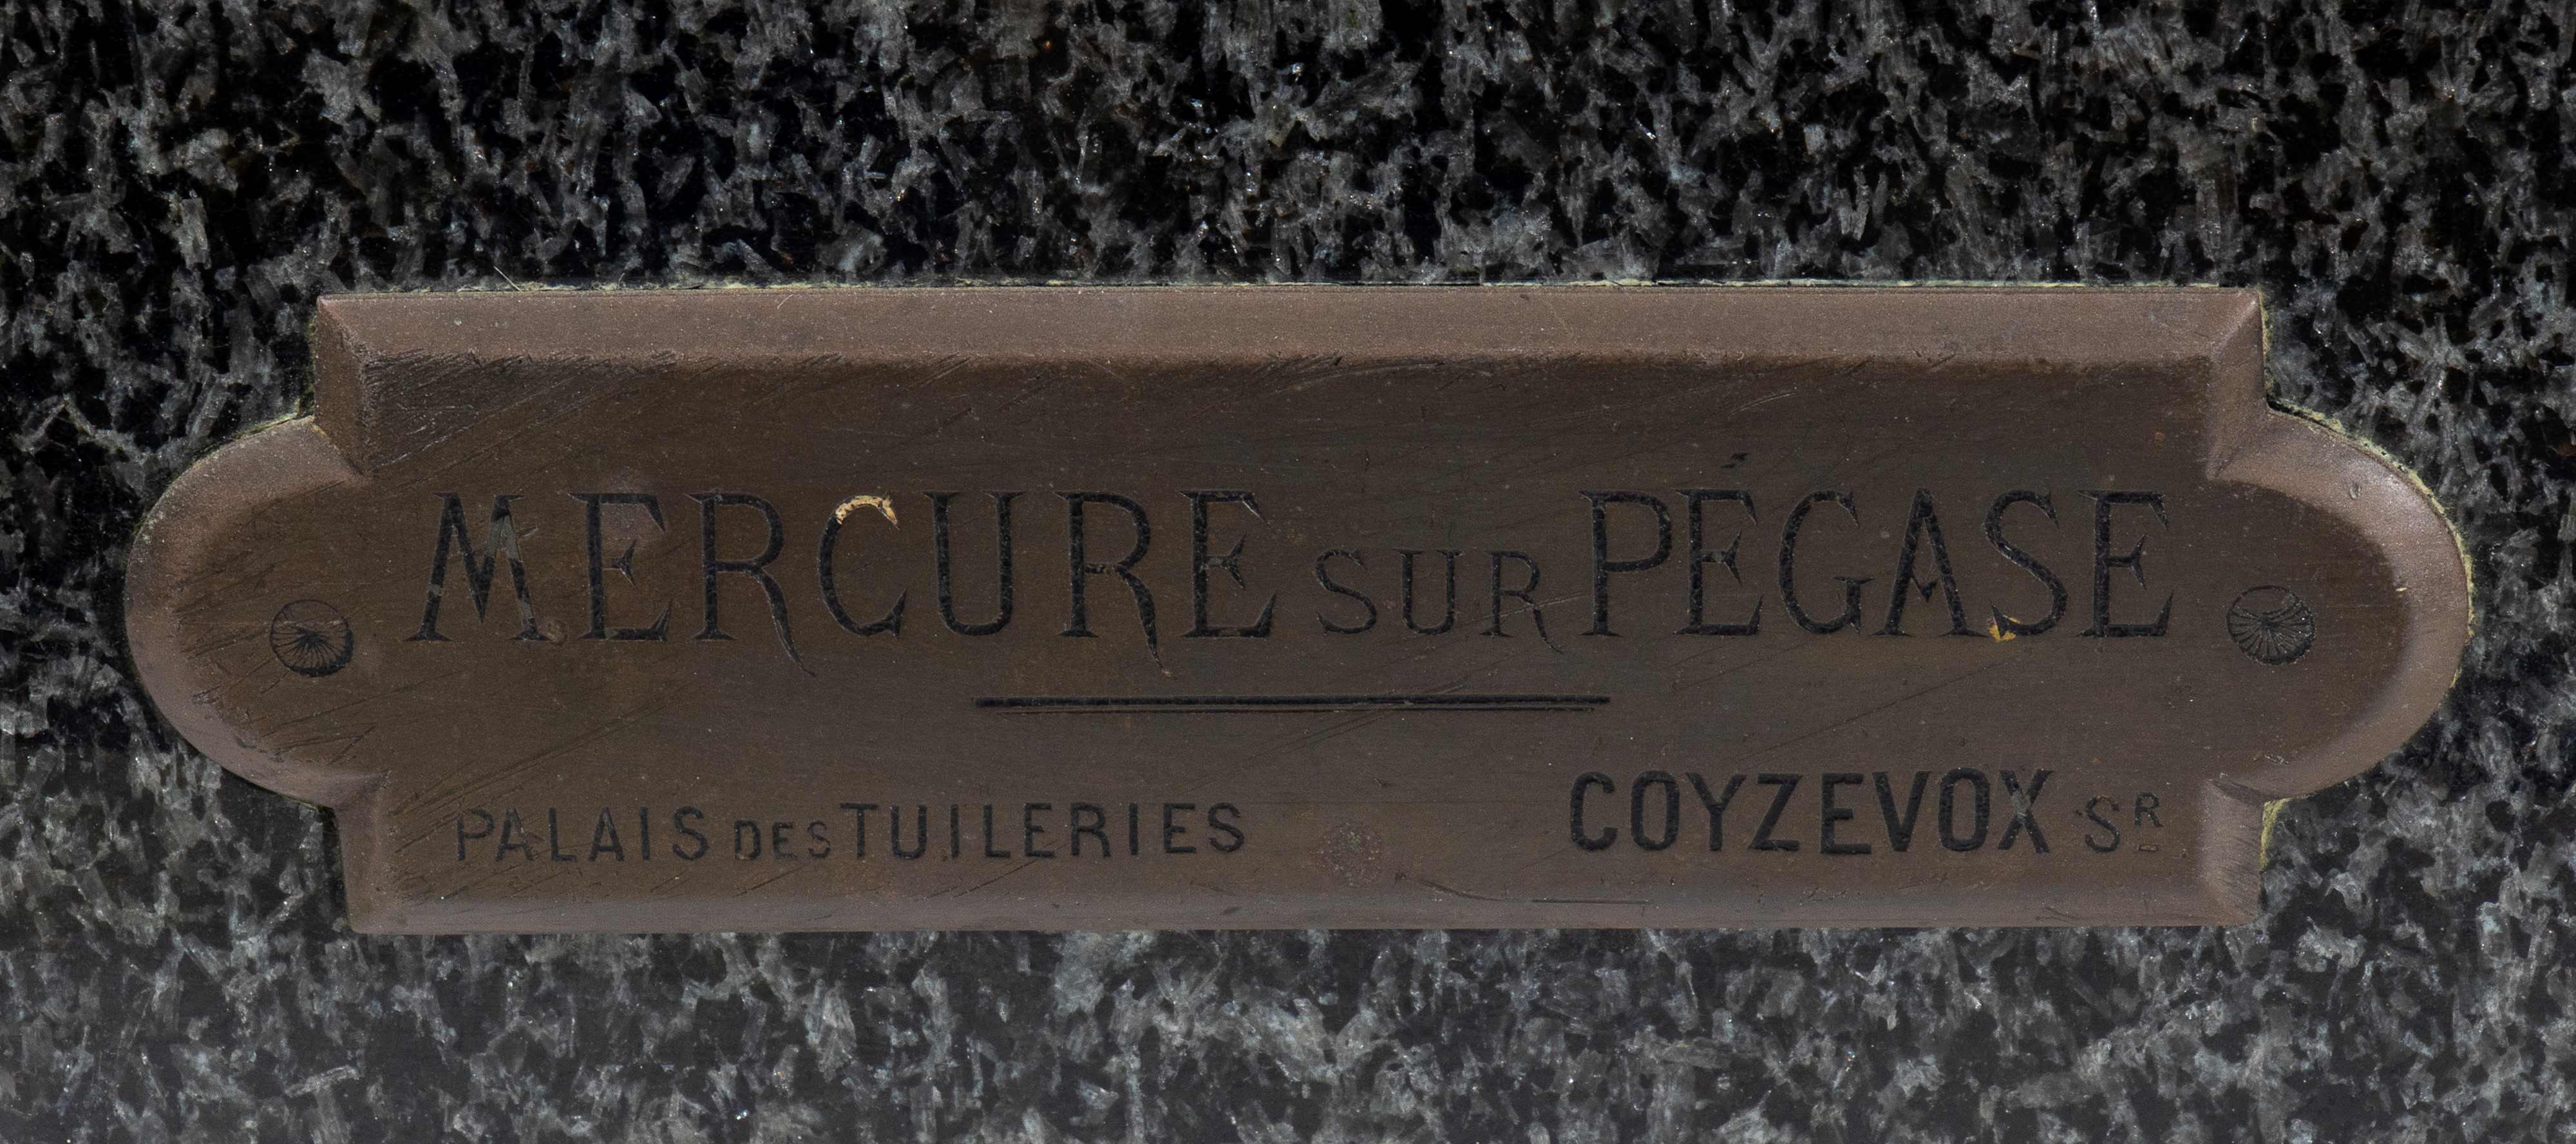 MERCURE SUR PÉGASE
PALAIS DES TUILERIES
COYZEVOX SR